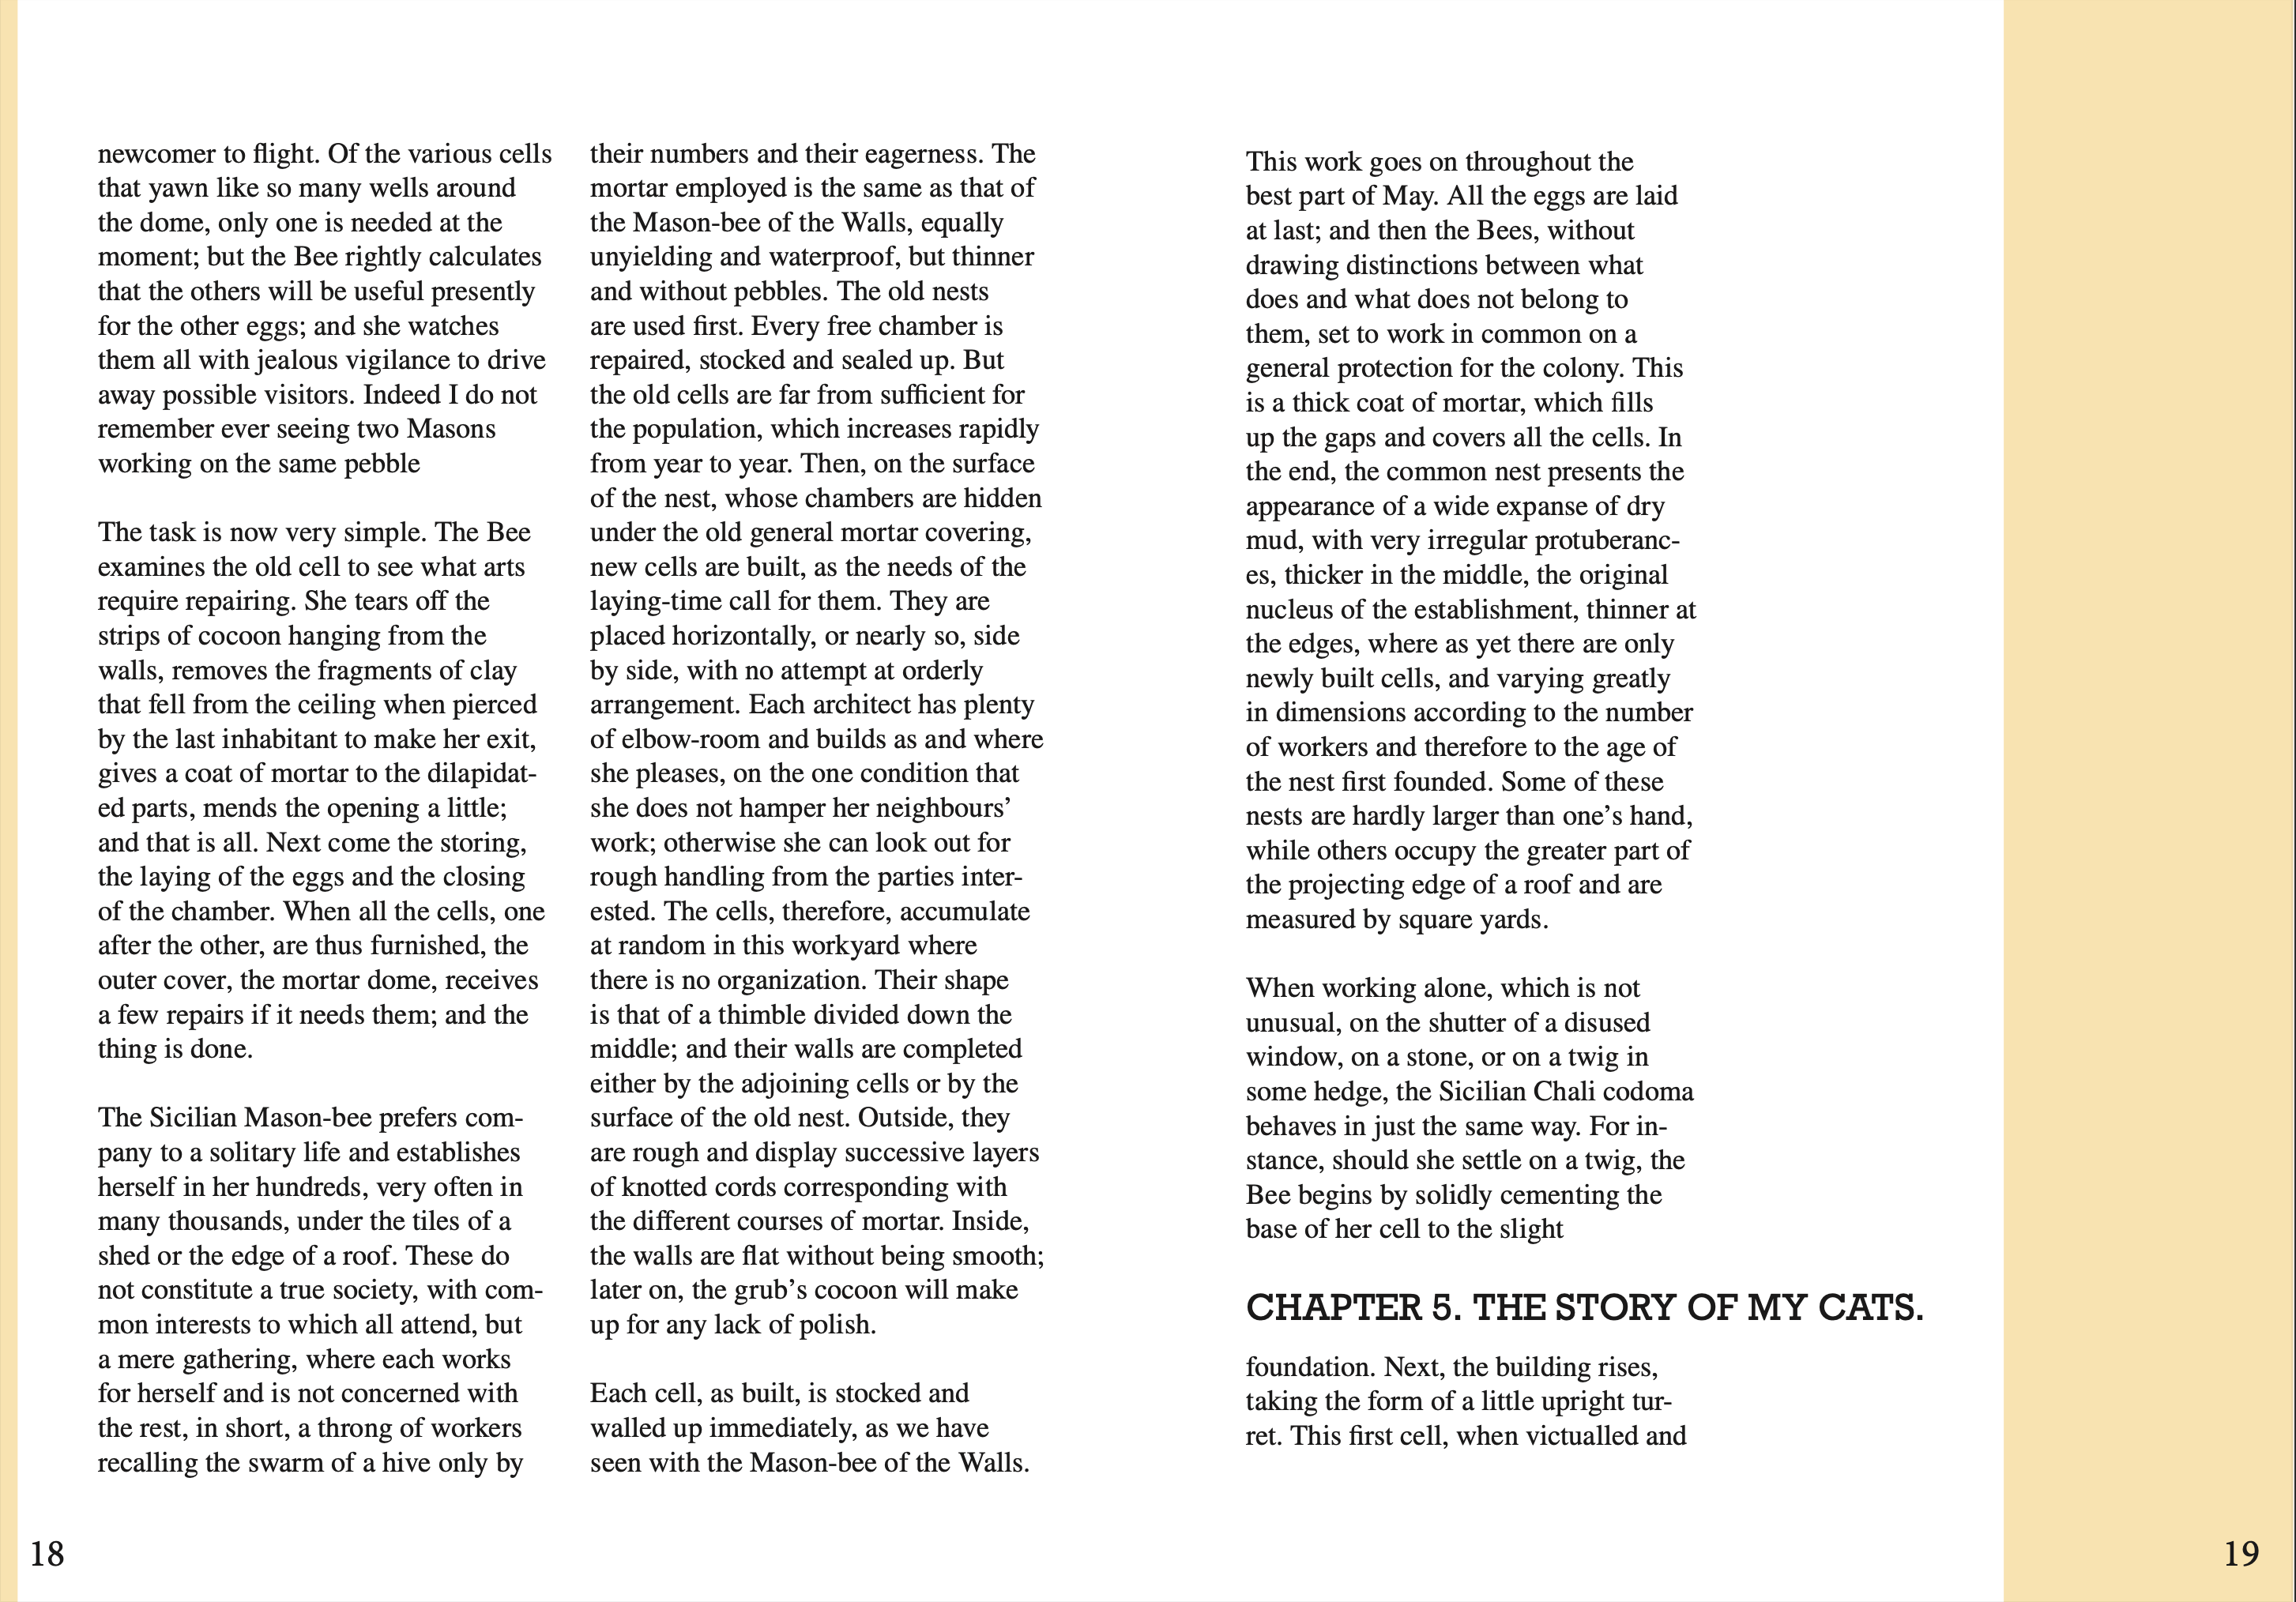 newcomer to flight. Of the various cells
that yawn like so many wells around
the dome, only one is needed at the
moment; but the Bee rightly calculates
that the others will be useful presently
for the other eggs; and she watches
them all with jealous vigilance to drive
away possible visitors. Indeed I do not
remember ever seeing two Masons
working on the same pebble

The task is now very simple. The Bee
examines the old cell to see what arts
require repairing. She tears off the
strips of cocoon hanging from the
walls, removes the fragments of clay
that fell from the ceiling when pierced
by the last inhabitant to make her exit,
gives a coat of mortar to the dilapidat-
ed parts, mends the opening a little;
and that is all. Next come the storing,
the laying of the eggs and the closing
of the chamber. When all the cells, one
after the other, are thus furnished, the
outer cover, the mortar dome, receives
a few repairs if it needs them; and the
thing is done.

The Sicilian Mason-bee prefers com-
pany to a solitary life and establishes
herself in her hundreds, very often in
many thousands, under the tiles of a
shed or the edge of a roof. These do
not constitute a true society, with com-
mon interests to which all attend, but
a mere gathering, where each works
for herself and is not concerned with
the rest, in short, a throng of workers
recalling the swarm of a hive only by
their numbers and their eagerness. The
mortar employed is the same as that of
the Mason-bee of the Walls, equally
unyielding and waterproof, but thinner
and without pebbles. The old nests
are used first. Every free chamber is
repaired, stocked and sealed up. But
the old cells are far from sufficient for
the population, which increases rapidly
from year to year. Then, on the surface
of the nest, whose chambers are hidden
under the old general mortar covering,
new cells are built, as the needs of the
laying-time call for them. They are
placed horizontally, or nearly so, side
by side, with no attempt at orderly
arrangement. Each architect has plenty
of elbow-room and builds as and where
she pleases, on the one condition that
she does not hamper her neighbours’
work; otherwise she can look out for
rough handling from the parties inter-
ested. The cells, therefore, accumulate
at random in this workyard where
there is no organization. Their shape
is that of a thimble divided down the
middle; and their walls are completed
either by the adjoining cells or by the
surface of the old nest. Outside, they
are rough and display successive layers
of knotted cords corresponding with
the different courses of mortar. Inside,
the walls are flat without being smooth;
later on, the grub’s cocoon will make
up for any lack of polish.

Each cell, as built, is stocked and
walled up immediately, as we have
seen with the Mason-bee of the Walls.
18
This work goes on throughout the
best part of May. All the eggs are laid
at last; and then the Bees, without
drawing distinctions between what
does and what does not belong to
them, set to work in common on a
general protection for the colony. This
is a thick coat of mortar, which fills
up the gaps and covers all the cells. In
the end, the common nest presents the
appearance of a wide expanse of dry
mud, with very irregular protuberanc-
es, thicker in the middle, the original
nucleus of the establishment, thinner at
the edges, where as yet there are only
newly built cells, and varying greatly
in dimensions according to the number
of workers and therefore to the age of
the nest first founded. Some of these
nests are hardly larger than one’s hand,
while others occupy the greater part of
the projecting edge of a roof and are
measured by square yards.

When working alone, which is not
unusual, on the shutter of a disused
window, on a stone, or on a twig in
some hedge, the Sicilian Chali codoma
behaves in just the same way. For in-
stance, should she settle on a twig, the
Bee begins by solidly cementing the
base of her cell to the slight

CHAPTER 5. THE STORY OF MY CATS.

foundation. Next, the building rises,
taking the form of a little upright tur-
ret. This first cell, when victualled and
19